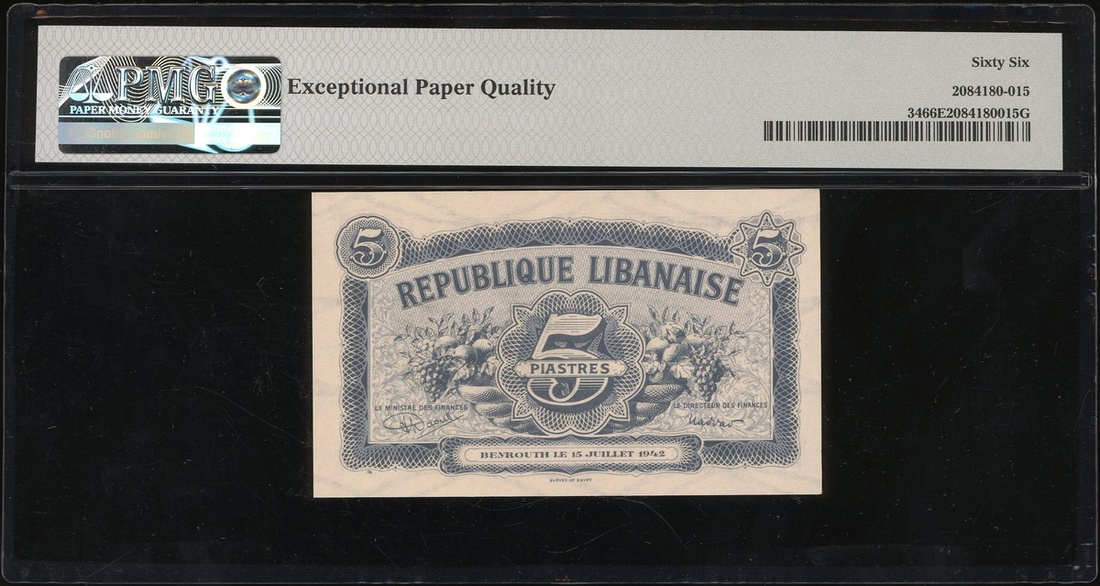 PMG
PAPER MONEY GUARANTY
Exceptional Paper Quality
Sixty Six
2084180-015
3466E2084180015G
5
5
REPUBLIQUE LIBANAISE
5
PIASTRES
LE MINISTRE DES FINANCES
LE DIRECTEUR DES FINANCES
BEYROUTH LE 15 JUILLET 1942
SURVEY OF EGYPT